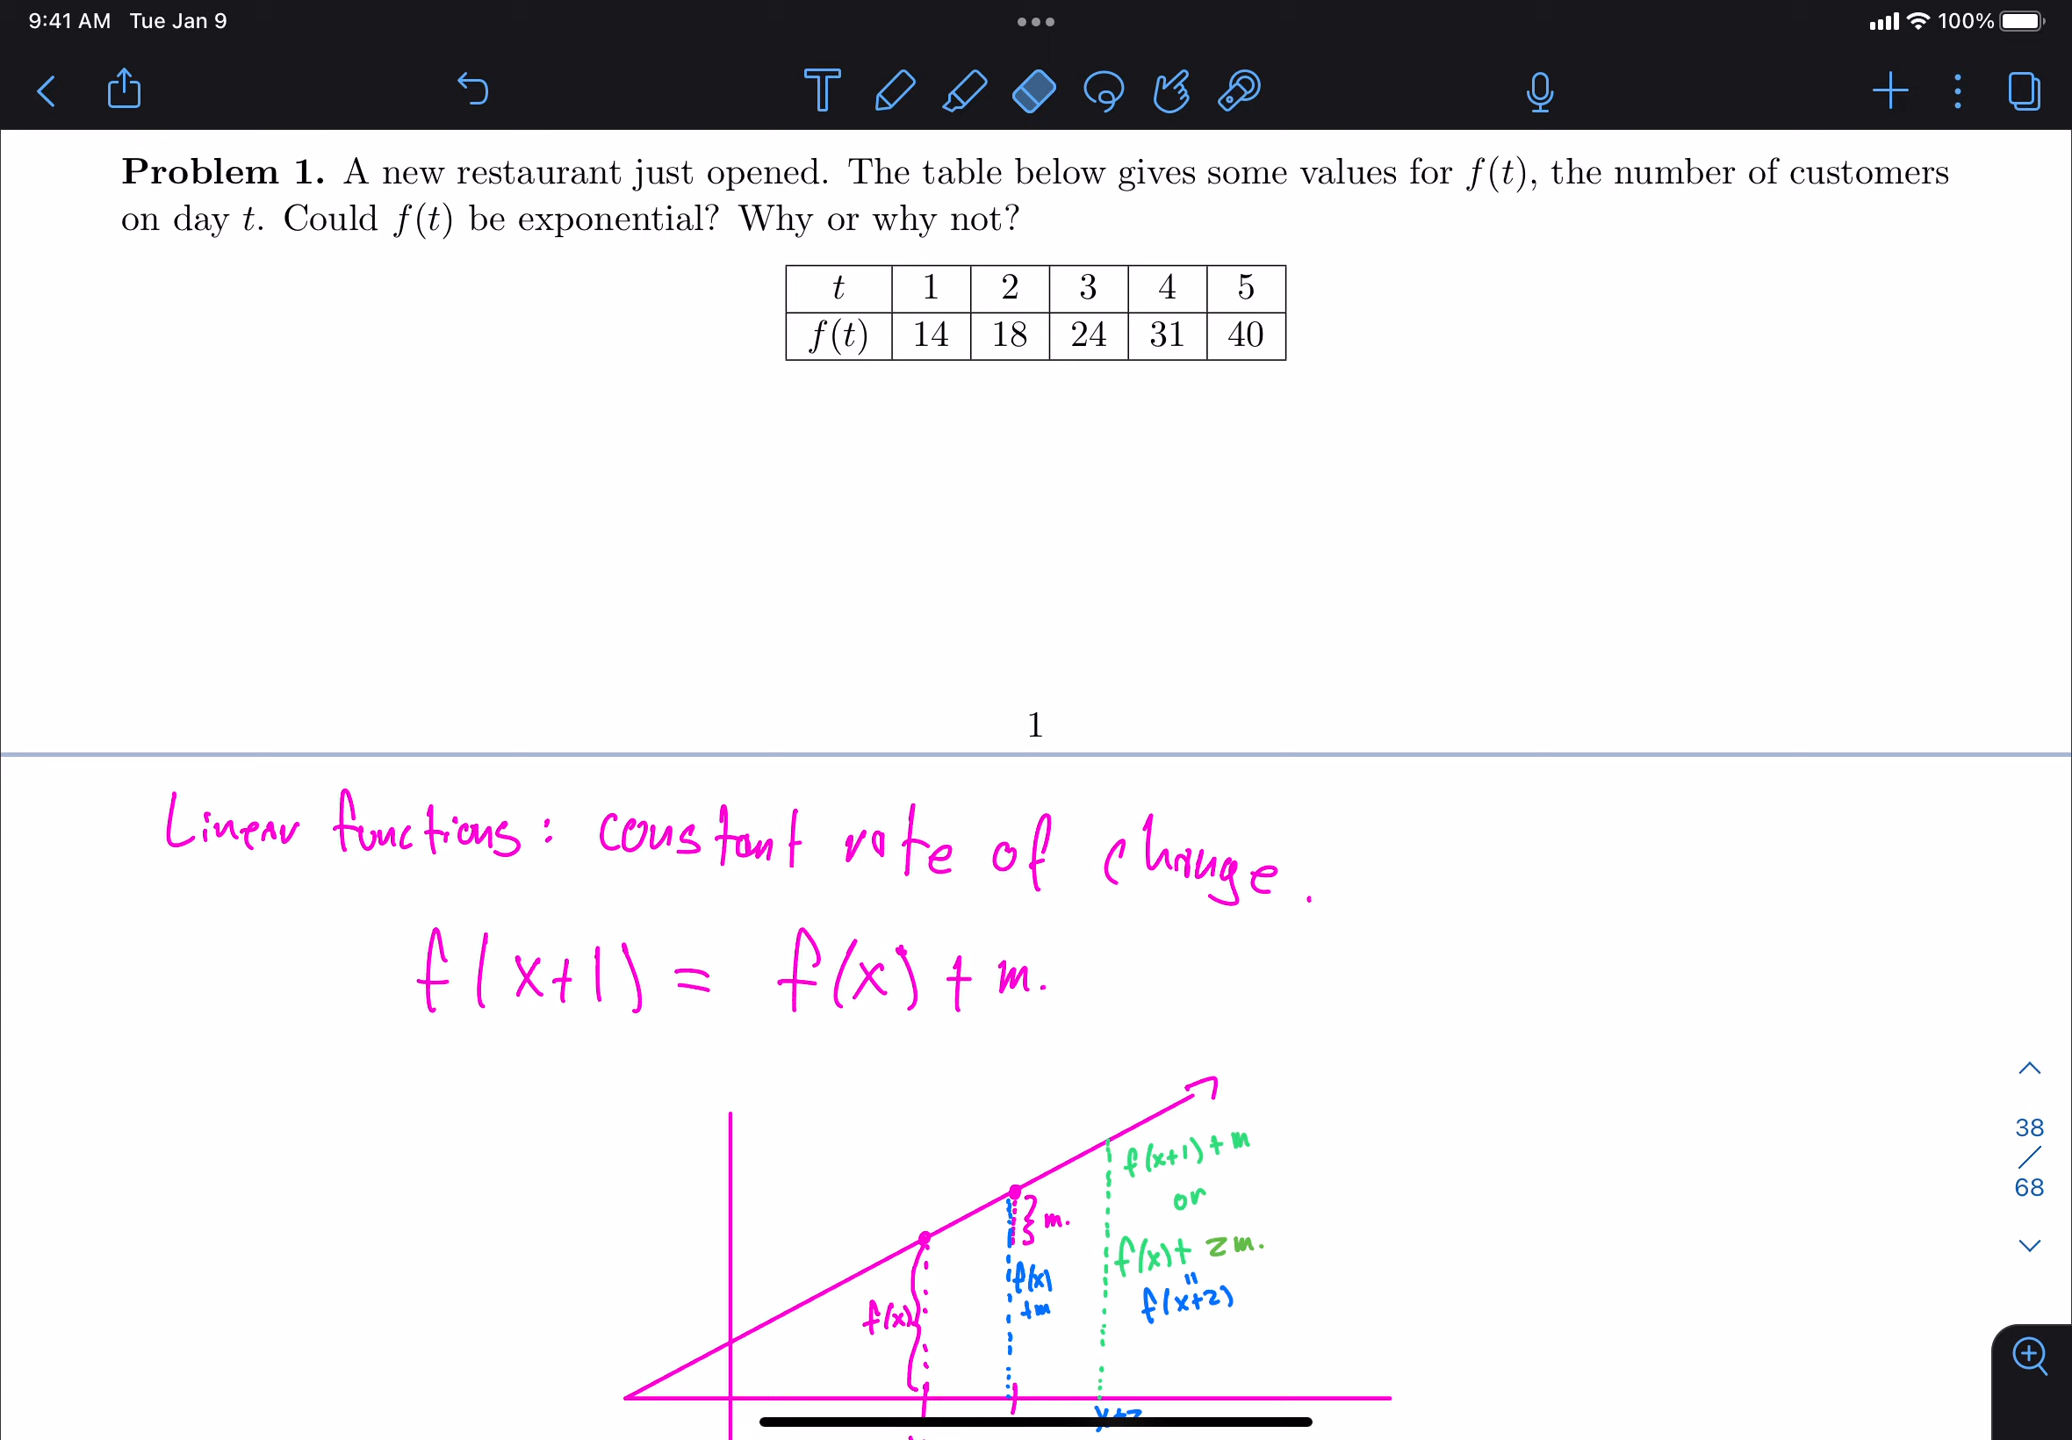 9:41 AM Tue Jan 9
100%
Problem 1. A new restaurant just opened. The table below gives some values for f(t), the number of customers
on day t. Could f(t) be exponential? Why or why not?
t 1 2 3 4 5
f(t) 14 18 24 31 40
1
Linear functions: constant rate of change.
f(x+1) = f(x) + m.
f(x+1) + m
or
m.
f(x) + 2m.
f(x)
+m
"
f(x+2)
f(x)
38
/
68
x+2